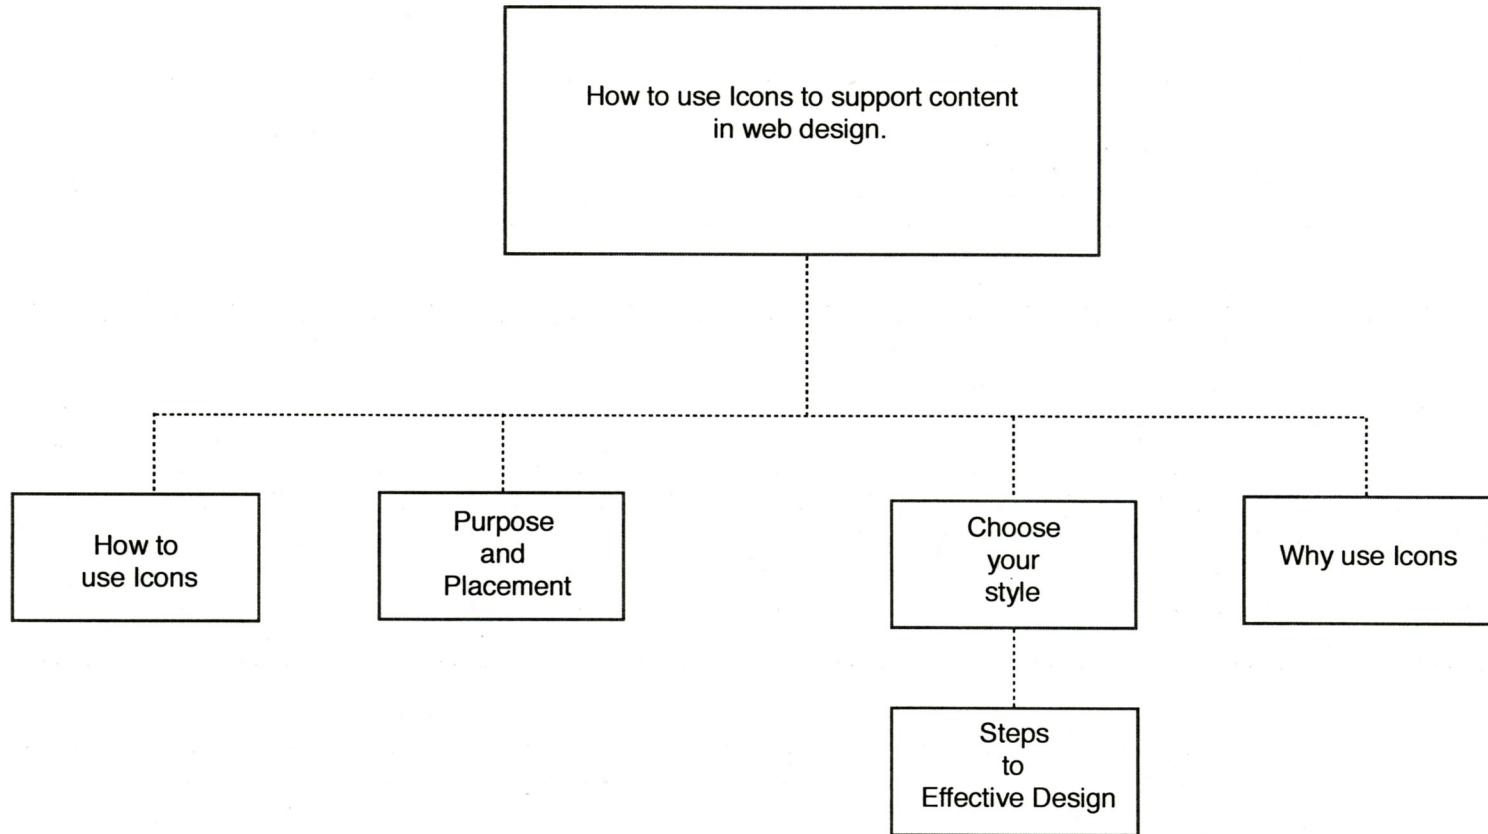 How to use Icons to support content
in web design.
How to
use Icons
Purpose
and
Placement
Choose
your
style
Why use Icons
Steps
to
Effective Design